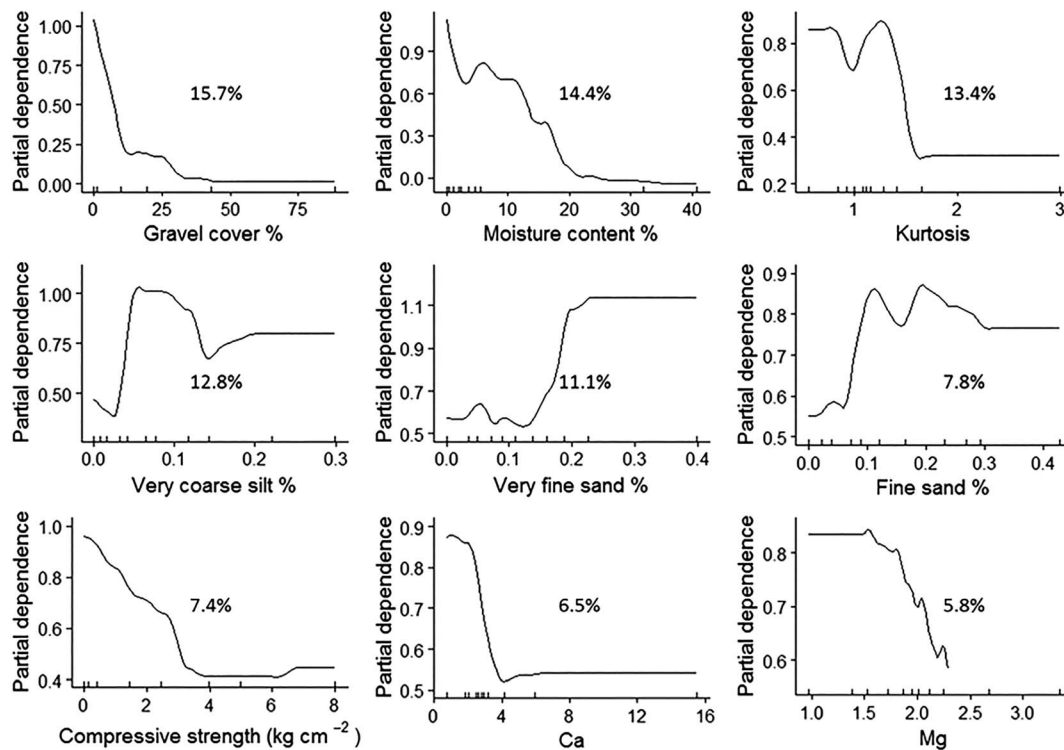 Partial dependence
1.00
0.75
0.50
0.25
0.00
15.7%
0 25 50 75
Gravel cover %
Partial dependence
0.9
0.6
0.3
0.0
14.4%
0 10 20 30 40
Moisture content %
Partial dependence
0.8
0.6
0.4
0.2
13.4%
1 2 3
Kurtosis
Partial dependence
1.00
0.75
0.50
12.8%
0.0 0.1 0.2 0.3
Very coarse silt %
Partial dependence
1.1
0.9
0.7
0.5
11.1%
0.0 0.1 0.2 0.3 0.4
Very fine sand %
Partial dependence
0.9
0.8
0.7
0.6
0.5
7.8%
0.0 0.1 0.2 0.3 0.4
Fine sand %
Partial dependence
1.0
0.8
0.6
0.4
7.4%
0 2 4 6 8
Compressive strength (kg cm⁻²)
Partial dependence
0.9
0.8
0.7
0.6
0.5
6.5%
0 4 8 12 16
Ca
Partial dependence
0.8
0.7
0.6
5.8%
1.0 1.5 2.0 2.5 3.0
Mg